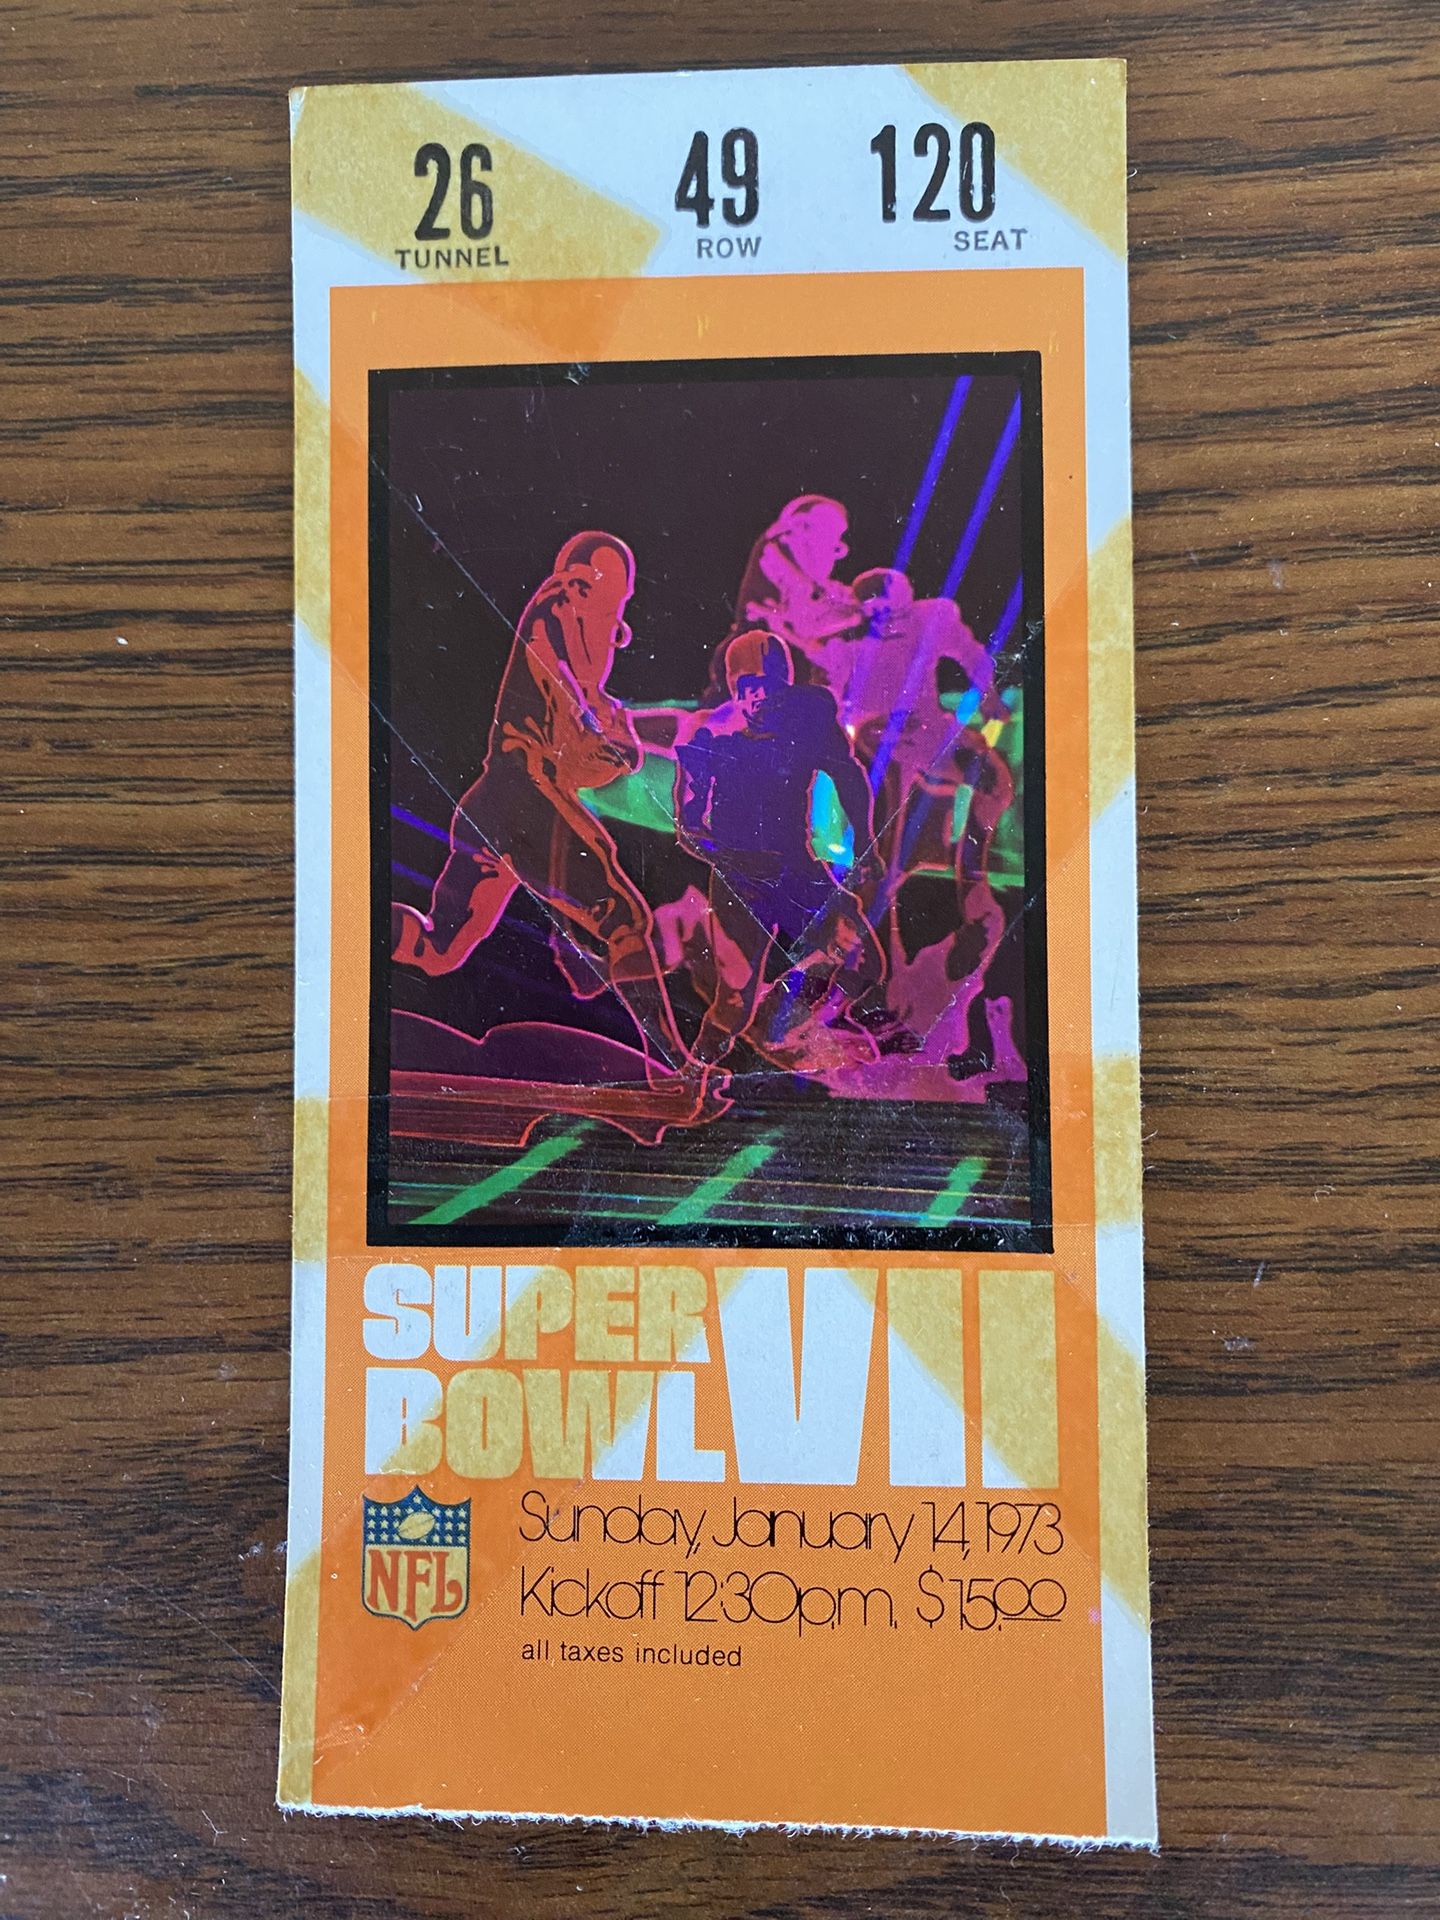 26 49 120
TUNNEL ROW SEAT
SUPER
BOWL VII
NFL
Sunday, January 14, 1973
Kickoff 12:30p.m. $15.00
all taxes included